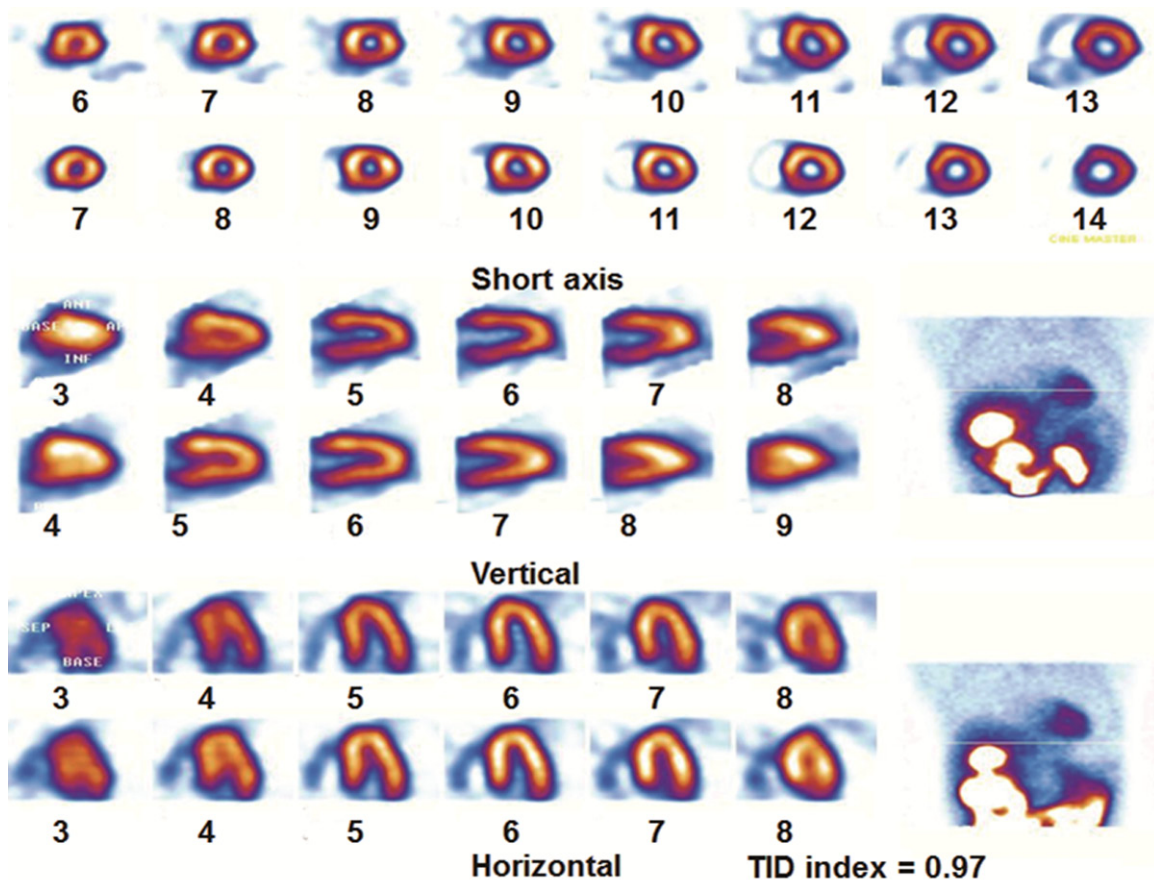 6 7 8 9 10 11 12 13
7 8 9 10 11 12 13 14
CINE MASTER
Short axis
ANT
BASE AP
INF
3 4 5 6 7 8
4 5 6 7 8 9
Vertical
APEX
SEP L
BASE
3 4 5 6 7 8
3 4 5 6 7 8
Horizontal TID index = 0.97